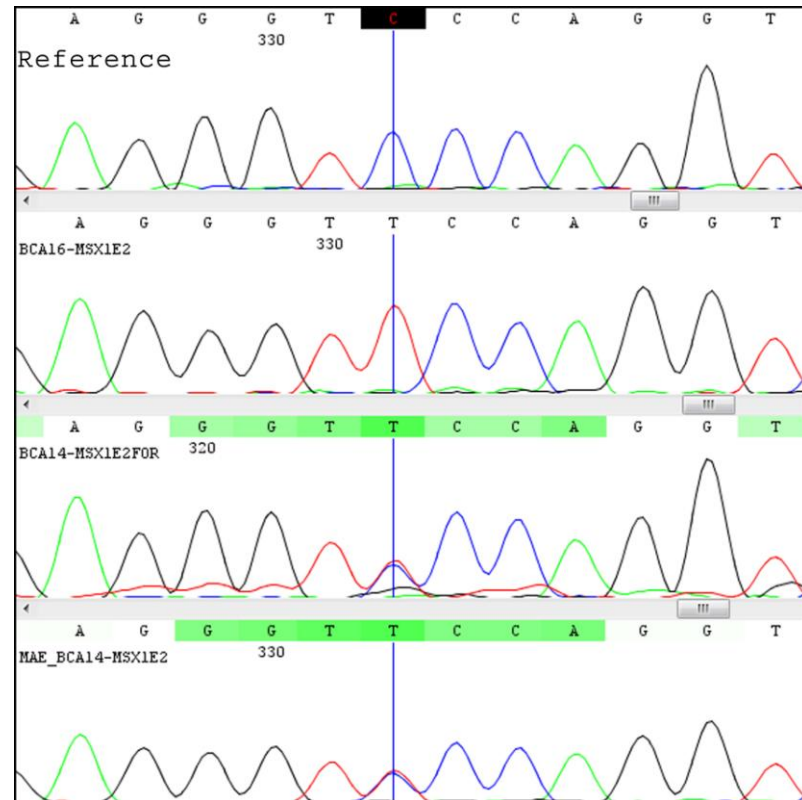 A G G G T C C C A G G T
330
Reference
A G G G T T C C A G G T
330
BCA16-MSX1E2
A G G G T T C C A G G T
320
BCA14-MSX1E2FOR
A G G G T T C C A G G T
330
MAE_BCA14-MSX1E2